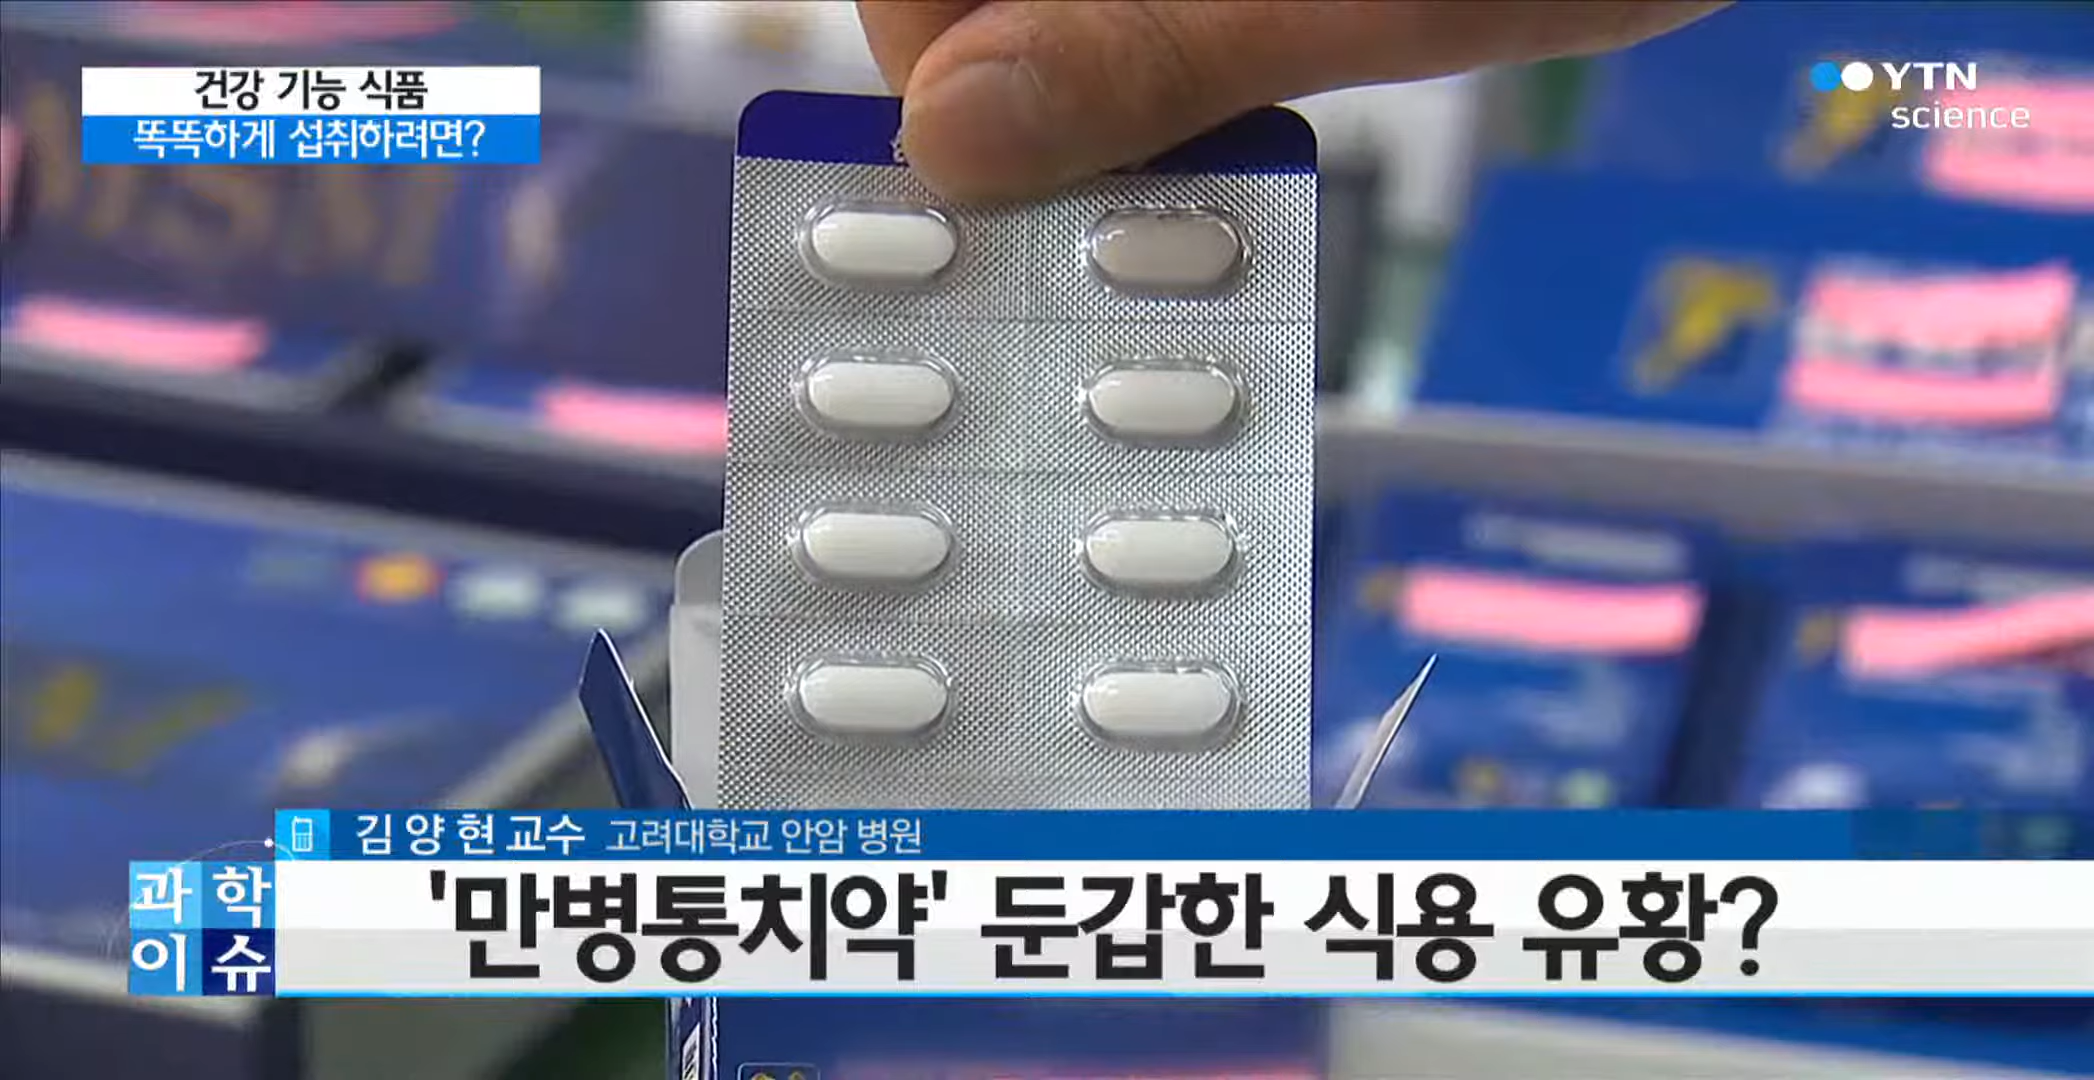 건강 기능 식품
똑똑하게 섭취하려면?
YTN
science
김양현 교수 고려대학교 안암 병원
과학
이슈
'만병통치약' 둔갑한 식용 유황?